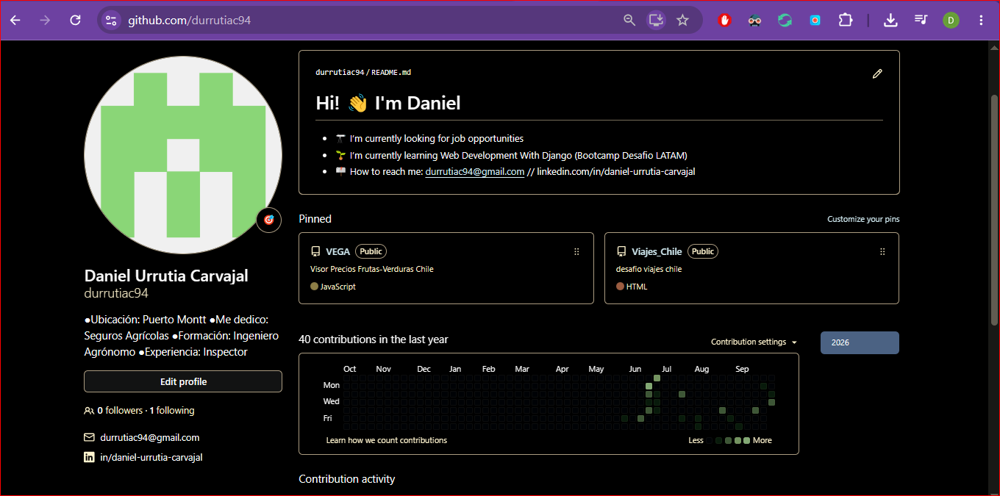 github.com/durrutiac94
D
durrutiac94/README.md
Hi! 👋 I'm Daniel
I'm currently looking for job opportunities
I'm currently learning Web Development With Django (Bootcamp Desafio LATAM)
How to reach me: durrutiac94@gmail.com // linkedin.com/in/daniel-urrutia-carvajal
Daniel Urrutia Carvajal
durrutiac94
●Ubicación: Puerto Montt ●Me dedico:
Seguros Agrícolas ●Formación: Ingeniero
Agrónomo ●Experiencia: Inspector
Edit profile
0 followers · 1 following
durrutiac94@gmail.com
in/daniel-urrutia-carvajal
Pinned
Customize your pins
VEGA Public
Visor Precios Frutas-Verduras Chile
JavaScript
Viajes_Chile Public
desafio viajes chile
HTML
40 contributions in the last year
Contribution settings
2026
Oct Nov Dec Jan Feb Mar Apr May Jun Jul Aug Sep
Mon
Wed
Fri
Learn how we count contributions
Less More
Contribution activity